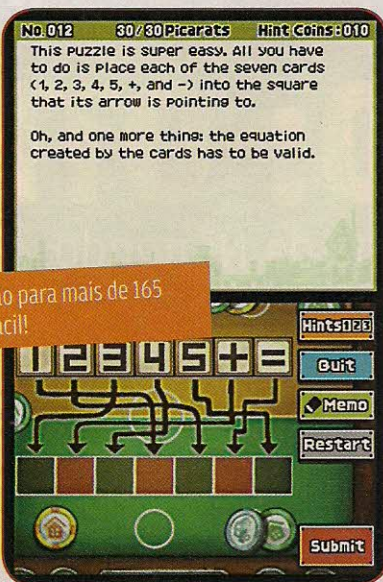 No.012 30/30Picarats Hint Coins:010
This puzzle is super easy. All you have
to do is place each of the seven cards
(1, 2, 3, 4, 5, +, and -) into the square
that its arrow is pointing to.
Oh, and one more thing: the equation
created by the cards has to be valid.
o para mais de 165
cil!
Hints123
1 2 3 4 5 + =
Quit
Memo
Restart
Submit